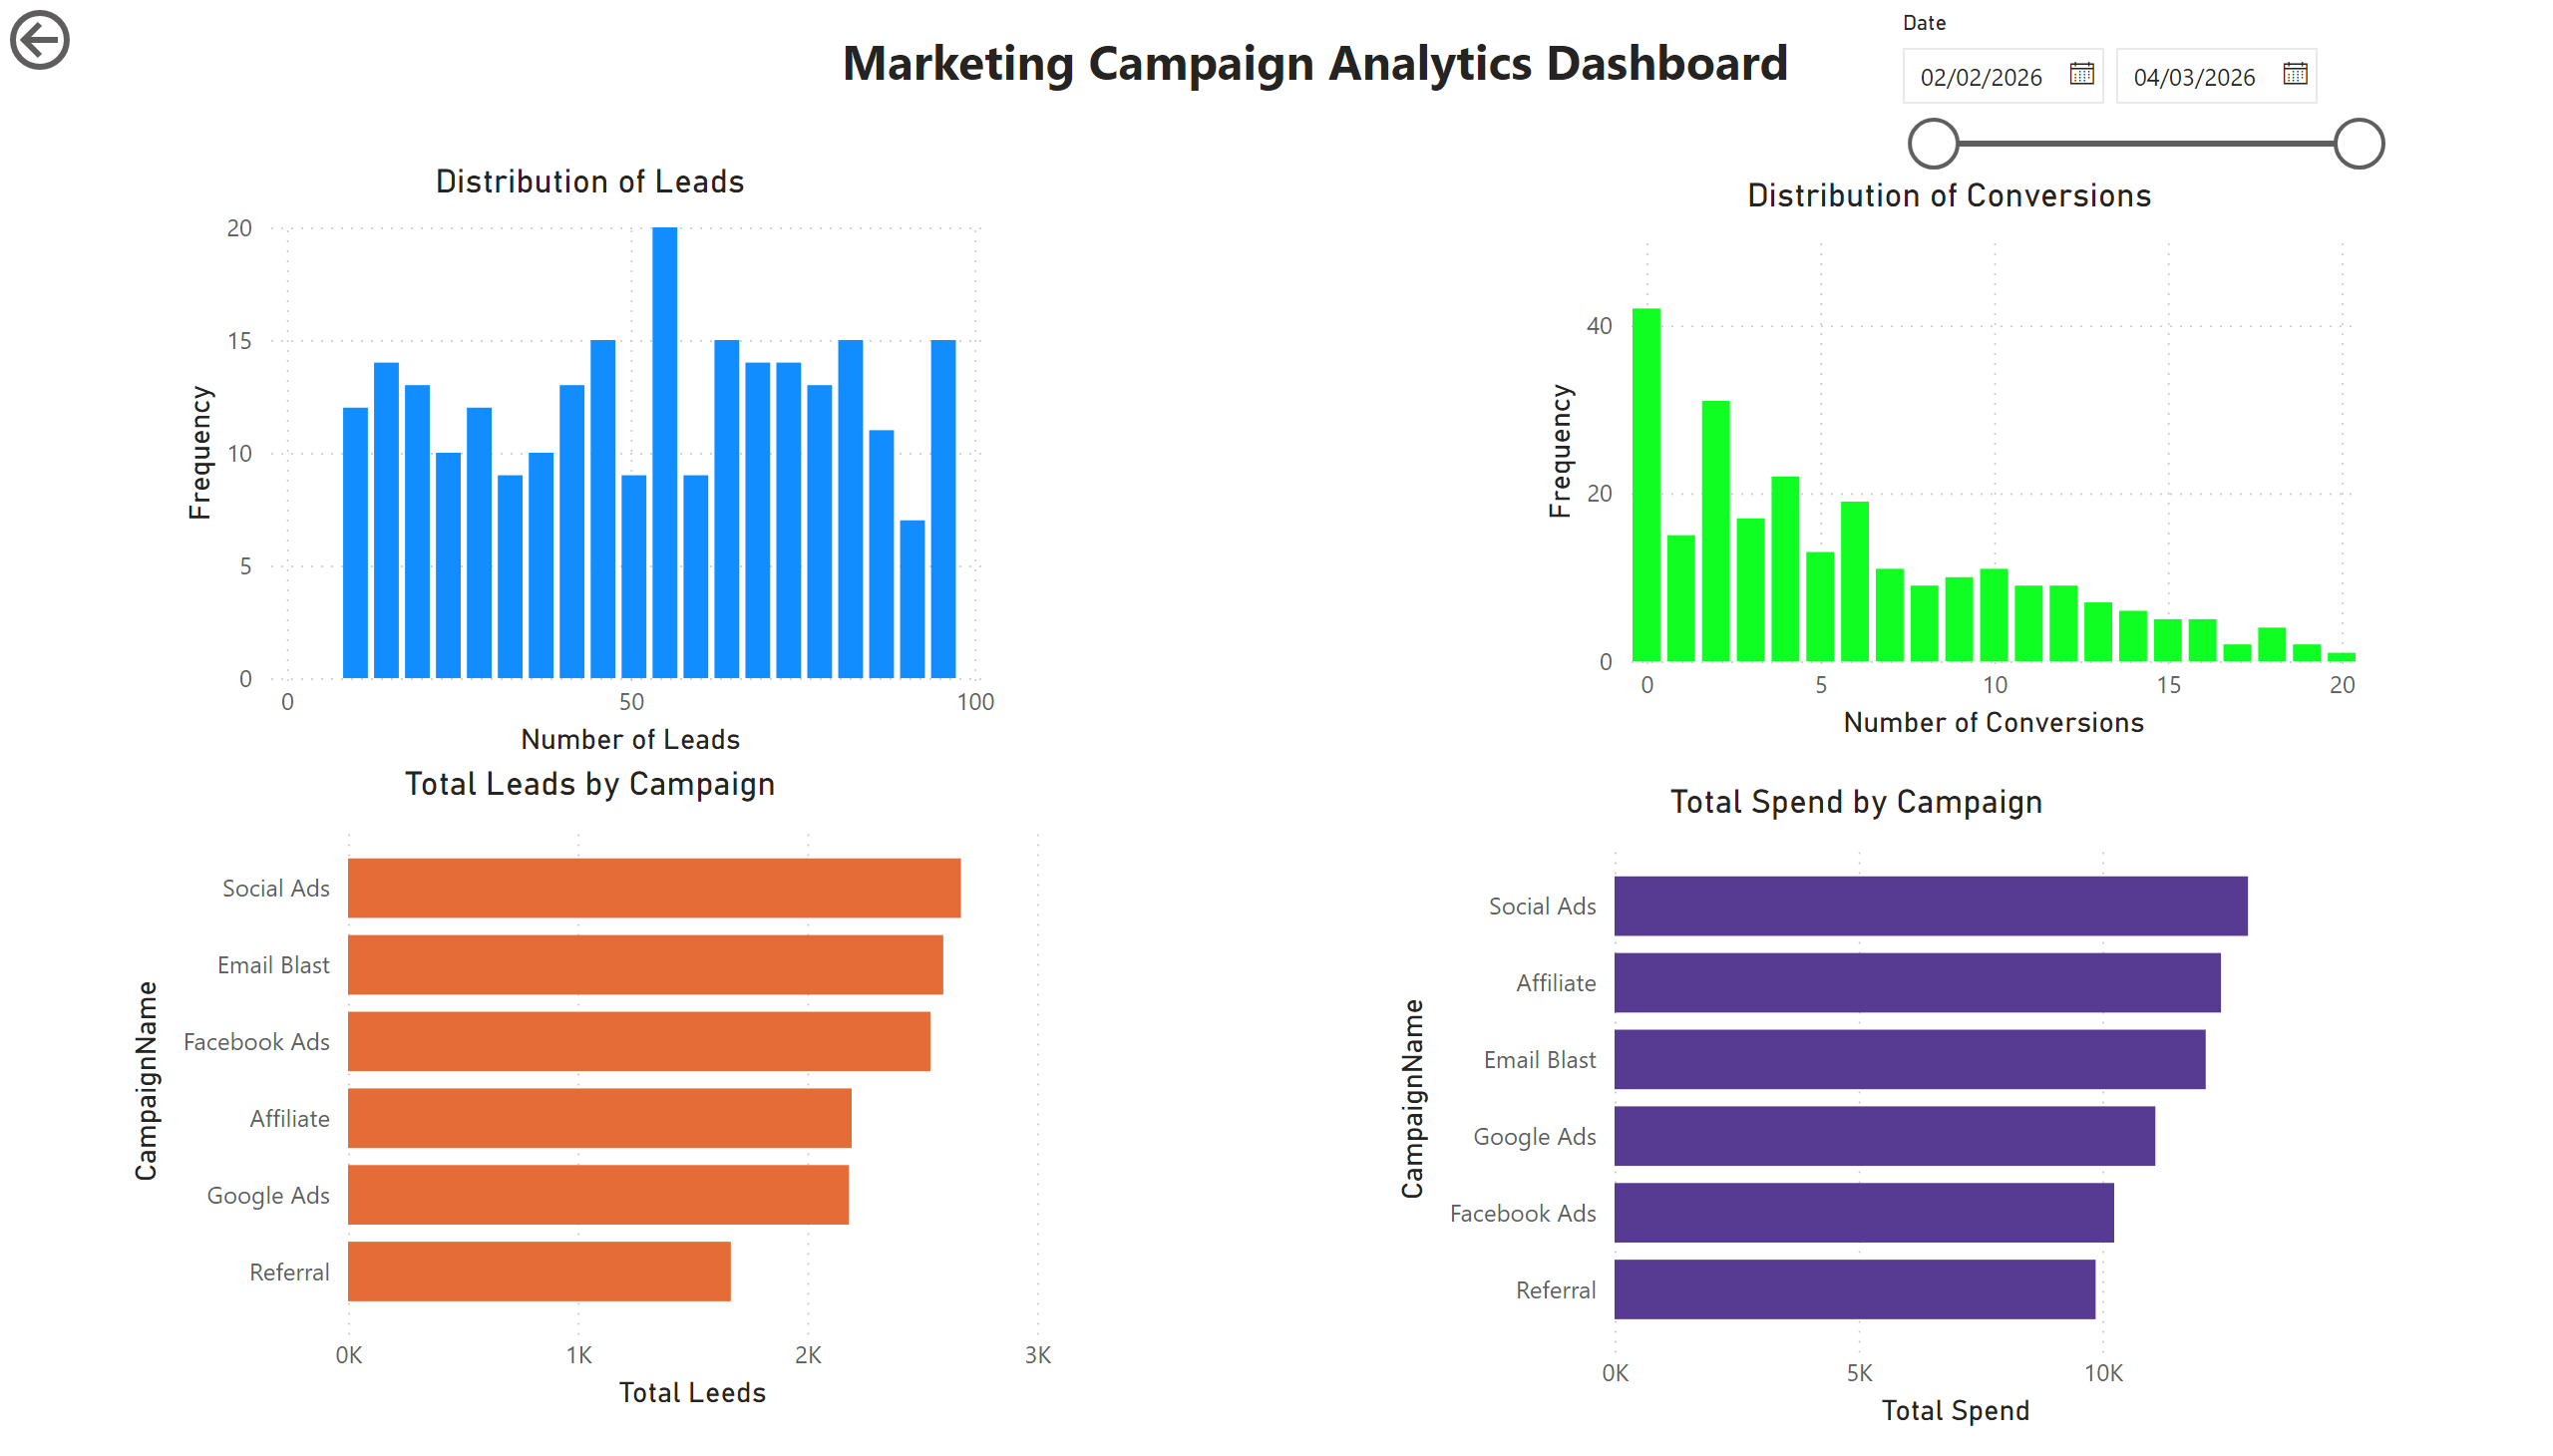 Marketing Campaign Analytics Dashboard
Date
02/02/2026
04/03/2026
Distribution of Leads
Frequency
20
15
10
5
0
0
50
100
Number of Leads
Distribution of Conversions
Frequency
40
20
0
0
5
10
15
20
Number of Conversions
Total Leads by Campaign
CampaignName
Social Ads
Email Blast
Facebook Ads
Affiliate
Google Ads
Referral
0K
1K
2K
3K
Total Leeds
Total Spend by Campaign
CampaignName
Social Ads
Affiliate
Email Blast
Google Ads
Facebook Ads
Referral
0K
5K
10K
Total Spend